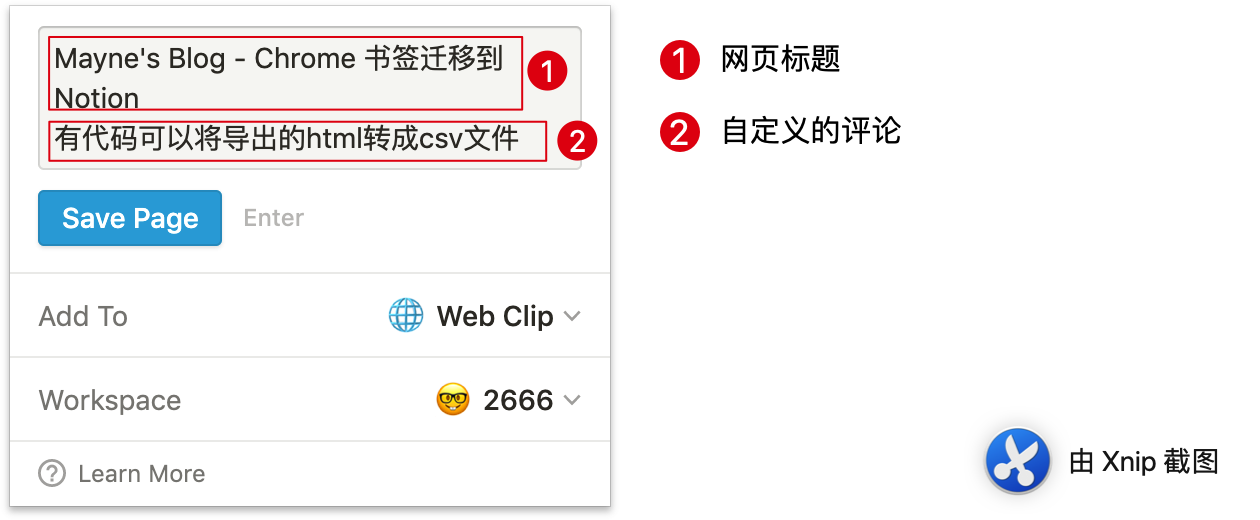 Mayne's Blog - Chrome 书签迁移到
Notion
1
有代码可以将导出的html转成csv文件
2
Save Page
Enter
Add To
Web Clip
Workspace
2666
Learn More
1 网页标题
2 自定义的评论
由 Xnip 截图